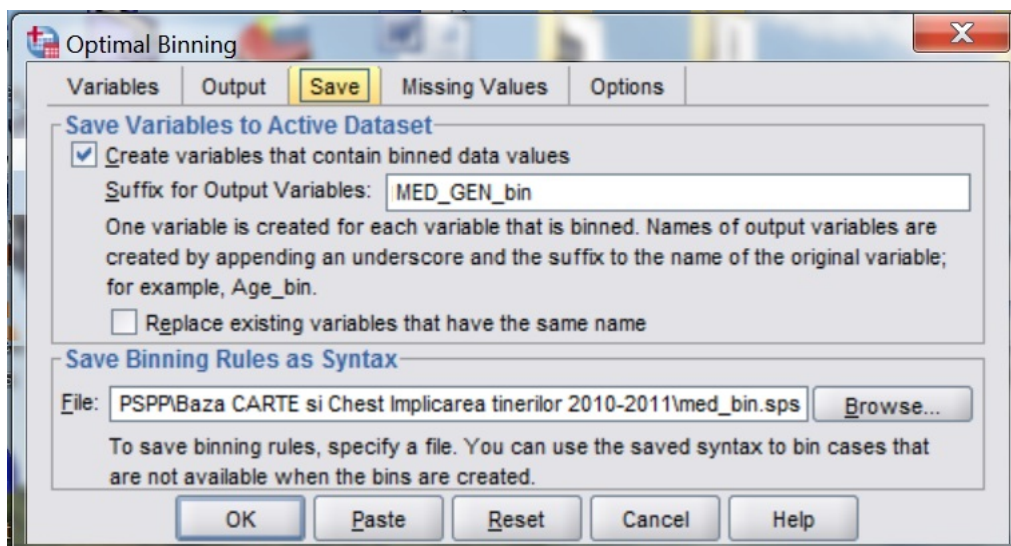 Optimal Binning
Variables Output Save Missing Values Options
Save Variables to Active Dataset
Create variables that contain binned data values
Suffix for Output Variables: MED_GEN_bin
One variable is created for each variable that is binned. Names of output variables are
created by appending an underscore and the suffix to the name of the original variable;
for example, Age_bin.
Replace existing variables that have the same name
Save Binning Rules as Syntax
File: PSPP\Baza CARTE si Chest Implicarea tinerilor 2010-2011\med_bin.sps Browse...
To save binning rules, specify a file. You can use the saved syntax to bin cases that
are not available when the bins are created.
OK Paste Reset Cancel Help